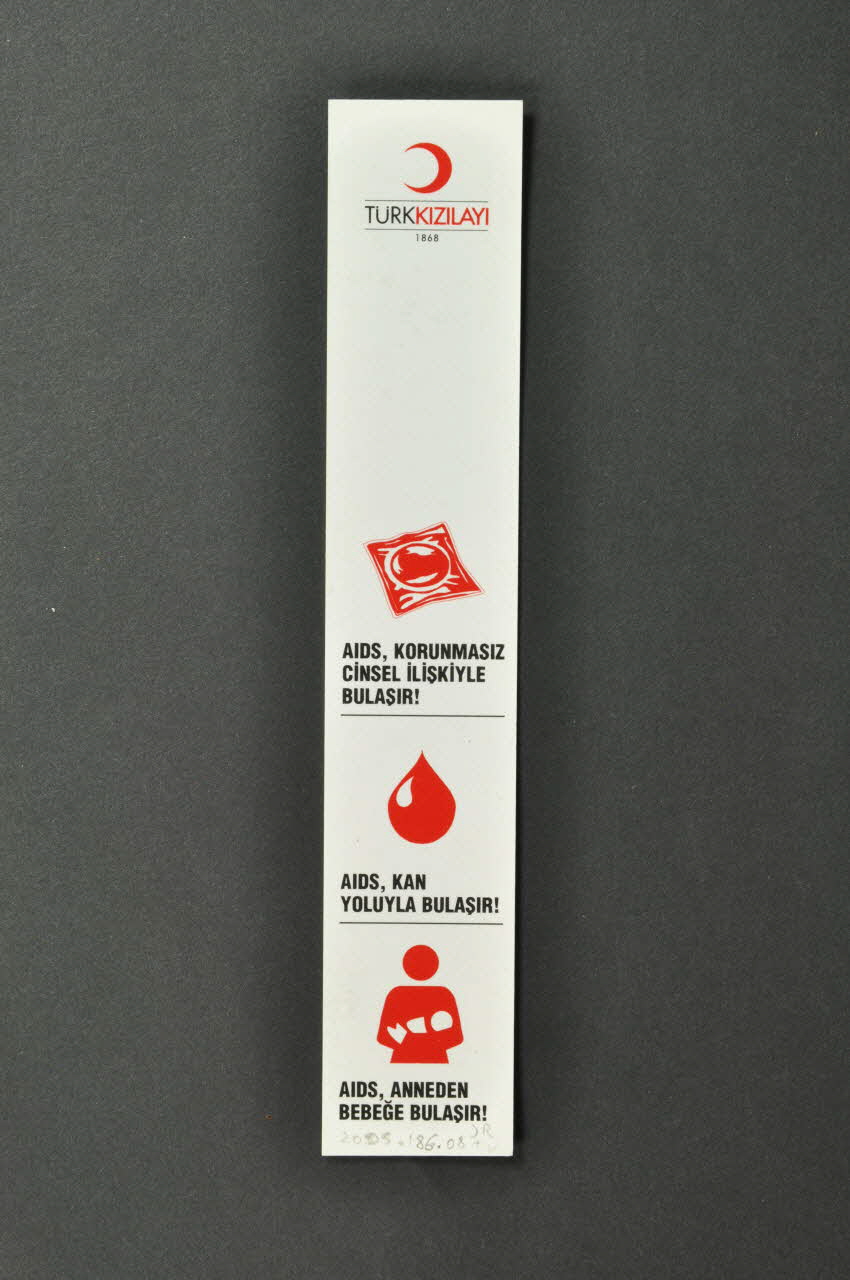 TÜRKKIZILAYI
1868
AIDS, KORUNMASIZ
CİNSEL İLİŞKİYLE
BULAŞIR!
AIDS, KAN
YOLUYLA BULAŞIR!
AIDS, ANNEDEN
BEBEĞE BULAŞIR!